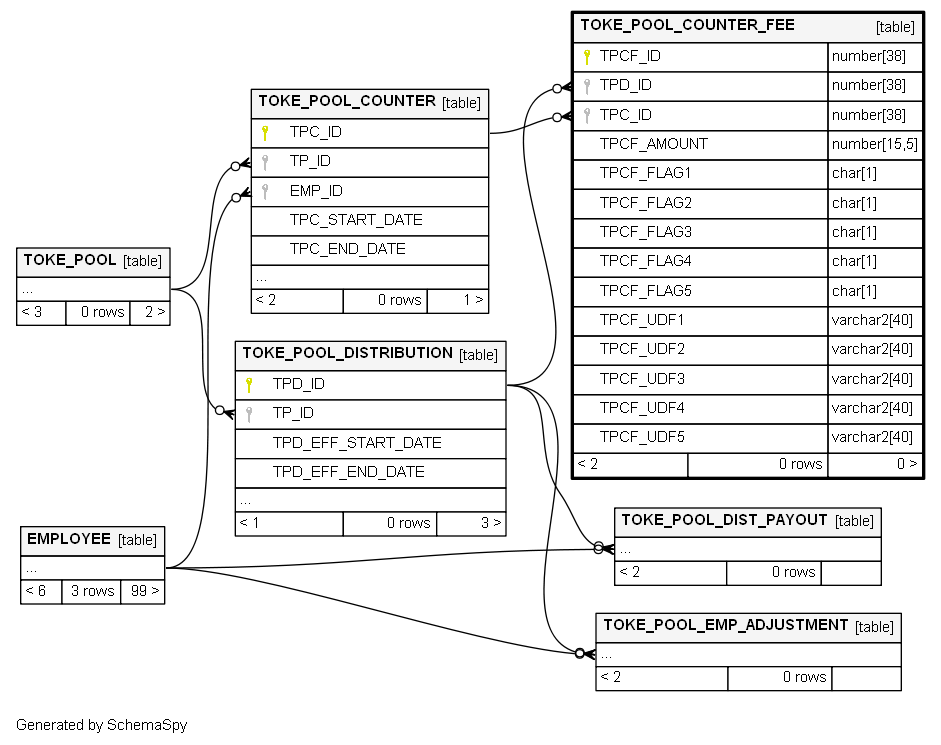 TOKE_POOL_COUNTER_FEE [table]
TPCF_ID number[38]
TPD_ID number[38]
TPC_ID number[38]
TPCF_AMOUNT number[15,5]
TPCF_FLAG1 char[1]
TPCF_FLAG2 char[1]
TPCF_FLAG3 char[1]
TPCF_FLAG4 char[1]
TPCF_FLAG5 char[1]
TPCF_UDF1 varchar2[40]
TPCF_UDF2 varchar2[40]
TPCF_UDF3 varchar2[40]
TPCF_UDF4 varchar2[40]
TPCF_UDF5 varchar2[40]
< 2 0 rows 0 >
TOKE_POOL_COUNTER [table]
TPC_ID
TP_ID
EMP_ID
TPC_START_DATE
TPC_END_DATE
...
< 2 0 rows 1 >
TOKE_POOL [table]
...
< 3 0 rows 2 >
TOKE_POOL_DISTRIBUTION [table]
TPD_ID
TP_ID
TPD_EFF_START_DATE
TPD_EFF_END_DATE
...
< 1 0 rows 3 >
EMPLOYEE [table]
...
< 6 3 rows 99 >
TOKE_POOL_DIST_PAYOUT [table]
...
< 2 0 rows
TOKE_POOL_EMP_ADJUSTMENT [table]
...
< 2 0 rows
Generated by SchemaSpy